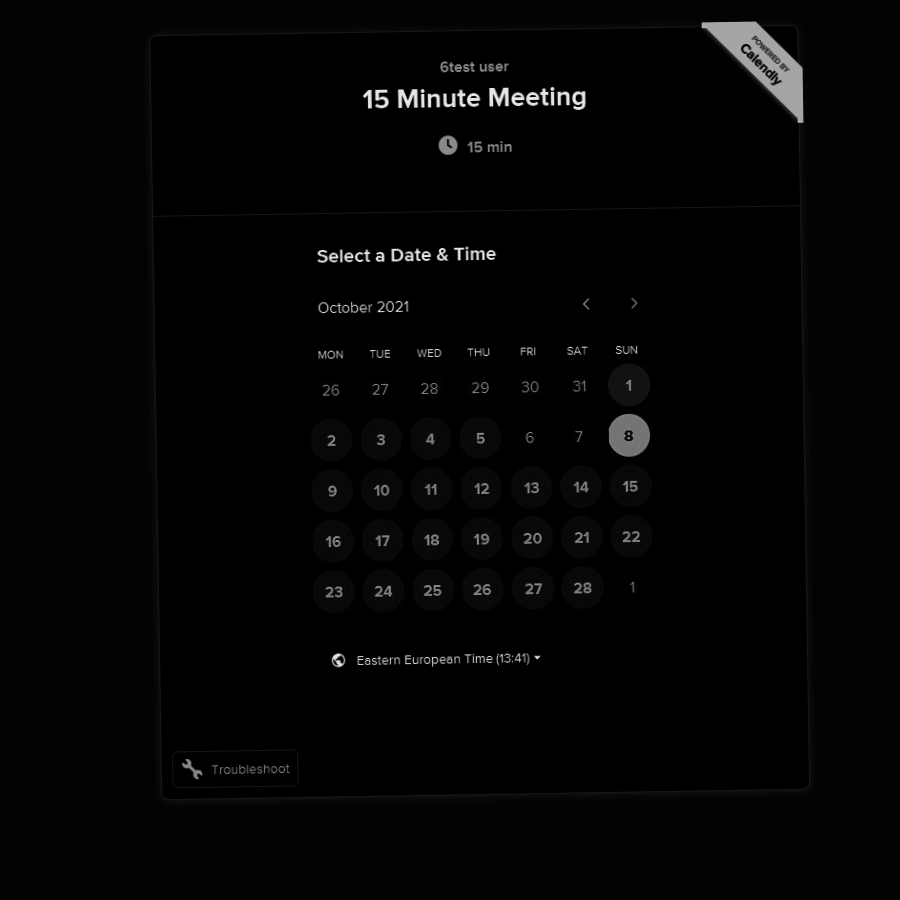 POWERED BY
Calendly
6test user
15 Minute Meeting
15 min
Select a Date & Time
October 2021
MON TUE WED THU FRI SAT SUN
26 27 28 29 30 31 1
2 3 4 5 6 7 8
9 10 11 12 13 14 15
16 17 18 19 20 21 22
23 24 25 26 27 28 1
Eastern European Time (13:41)
Troubleshoot